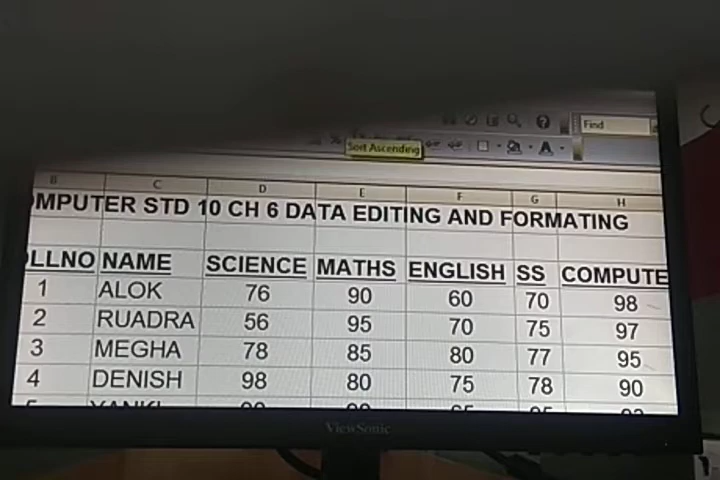 Find
Sort Ascending
B C D E F G H
OMPUTER STD 10 CH 6 DATA EDITING AND FORMATING
LLNO NAME SCIENCE MATHS ENGLISH SS COMPUTE
1 ALOK 76 90 60 70 98
2 RUADRA 56 95 70 75 97
3 MEGHA 78 85 80 77 95
4 DENISH 98 80 75 78 90
ViewSonic